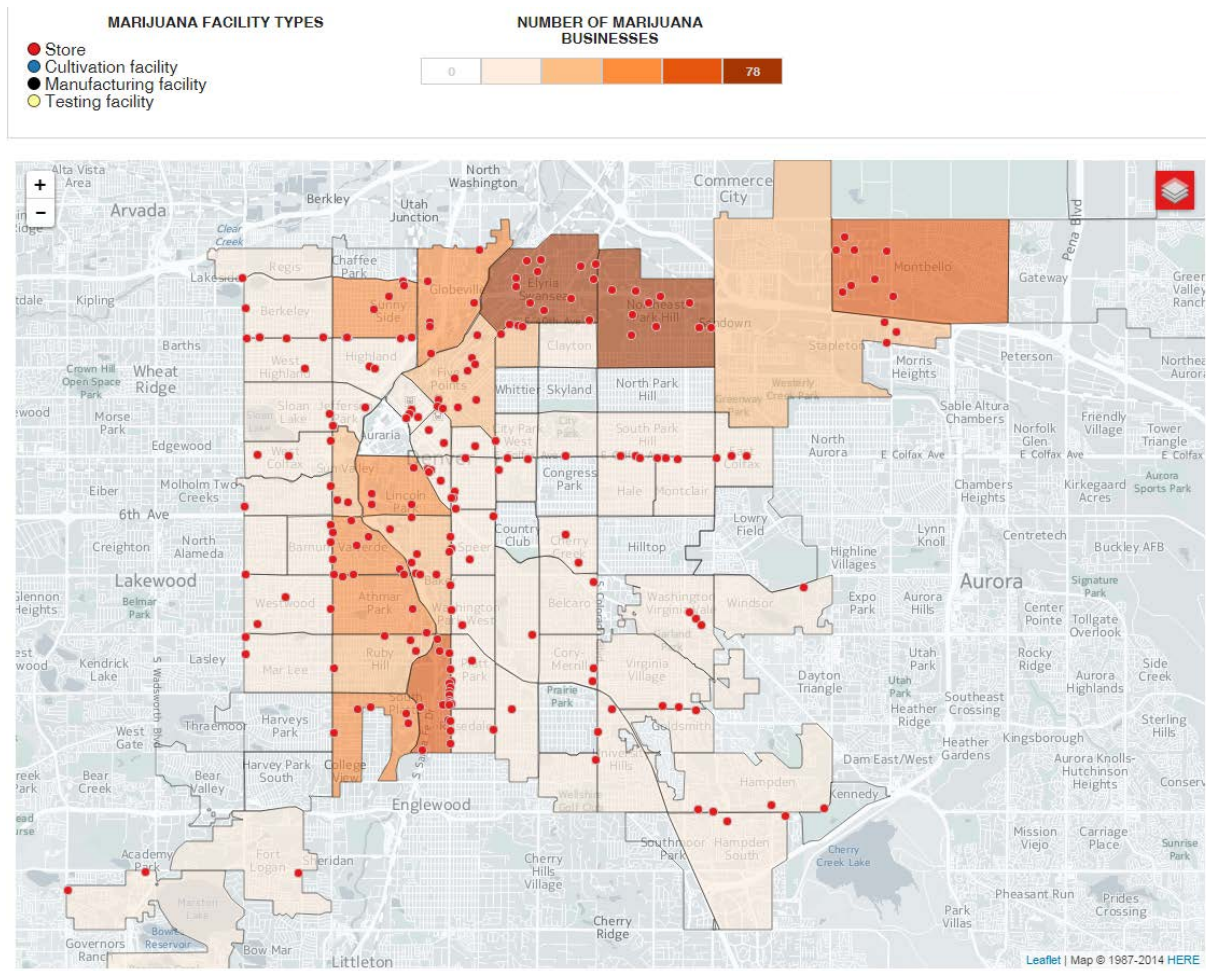 MARIJUANA FACILITY TYPES
Store
Cultivation facility
Manufacturing facility
Testing facility
NUMBER OF MARIJUANA
BUSINESSES
0
78
+
−
Alta Vista
Area
Arvada
Berkley
North
Washington
Utah
Junction
Commerce
City
Pena Blvd
Clear
Creek
Lakeside
Regis
Chaffee
Park
Globeville
Elyria
Swansea
Montbello
Gateway
Green
Valley
Ranch
Kipling
Berkeley
Sunny
Side
Northeast
Park Hill
Stapleton
Barths
Wheat
Ridge
Crown Hill
Open Space
Park
West
Highland
Highland
Five
Points
Clayton
Whittier
Skyland
North Park
Hill
Morris
Heights
Peterson
Westerly
Creek Park
Greenway
Park
Morse
Park
Sloan
Lake
Jefferson
Park
Auraria
City Park
West
City
Park
South Park
Hill
Sable Altura
Chambers
Norfolk
Glen
Friendly
Village
Tower
Triangle
Edgewood
West
Colfax
Sun Valley
Denver
East
Colfax
North
Aurora
E Colfax Ave
E Colfax Ave
Eiber
Molholm Two
Creeks
Lincoln
Park
Congress
Park
Hale
Montclair
Chambers
Heights
Kirkegaard
Acres
Aurora
Sports Park
6th Ave
Creighton
North
Alameda
Barnum
Valverde
Speer
Country
Club
Cherry
Creek
Hilltop
Lowry
Field
Highline
Villages
Lynn
Knoll
Centretech
Buckley AFB
Lakewood
Belmar
Park
Glennon
Heights
Westwood
Athmar
Park
Baker
Washington
Park West
Belcaro
Washington
Virginia Vale
Windsor
Garland
Park
Expo
Park
Aurora
Hills
Aurora
Center
Pointe
Signature
Park
Tollgate
Overlook
Kendrick
Lake
Lasley
S Wadsworth Blvd
Mar Lee
Ruby
Hill
Platt
Park
Cory-
Merrill
Virginia
Village
Prairie
Park
Dayton
Triangle
Utah
Park
Utah
Park
Heather
Ridge
Rocky
Ridge
Aurora
Highlands
Side
Creek
Southeast
Crossing
Sterling
Hills
West
Gate
Thraemoor
Harveys
Park
Rosedale
Goldsmith
Heather
Gardens
Kingsborough
Bear
Creek
Bear
Valley
Harvey Park
South
College
View
University
Hills
Dam East/West
Aurora Knolls-
Hutchinson
Heights
Englewood
Wellshire
Golf Club
Hampden
Kennedy
Academy
Park
Fort
Logan
Sheridan
Cherry
Hills
Village
Southmoor
Park
Hampden
South
Cherry
Creek Lake
Mission
Viejo
Carriage
Place
Sunrise
Park
Marston
Lake
Bowles
Reservoir
Governors
Ranch
Bow Mar
Littleton
Cherry
Ridge
Park
Villas
Pheasant Run
Prides
Crossing
Leaflet | Map © 1987-2014 HERE